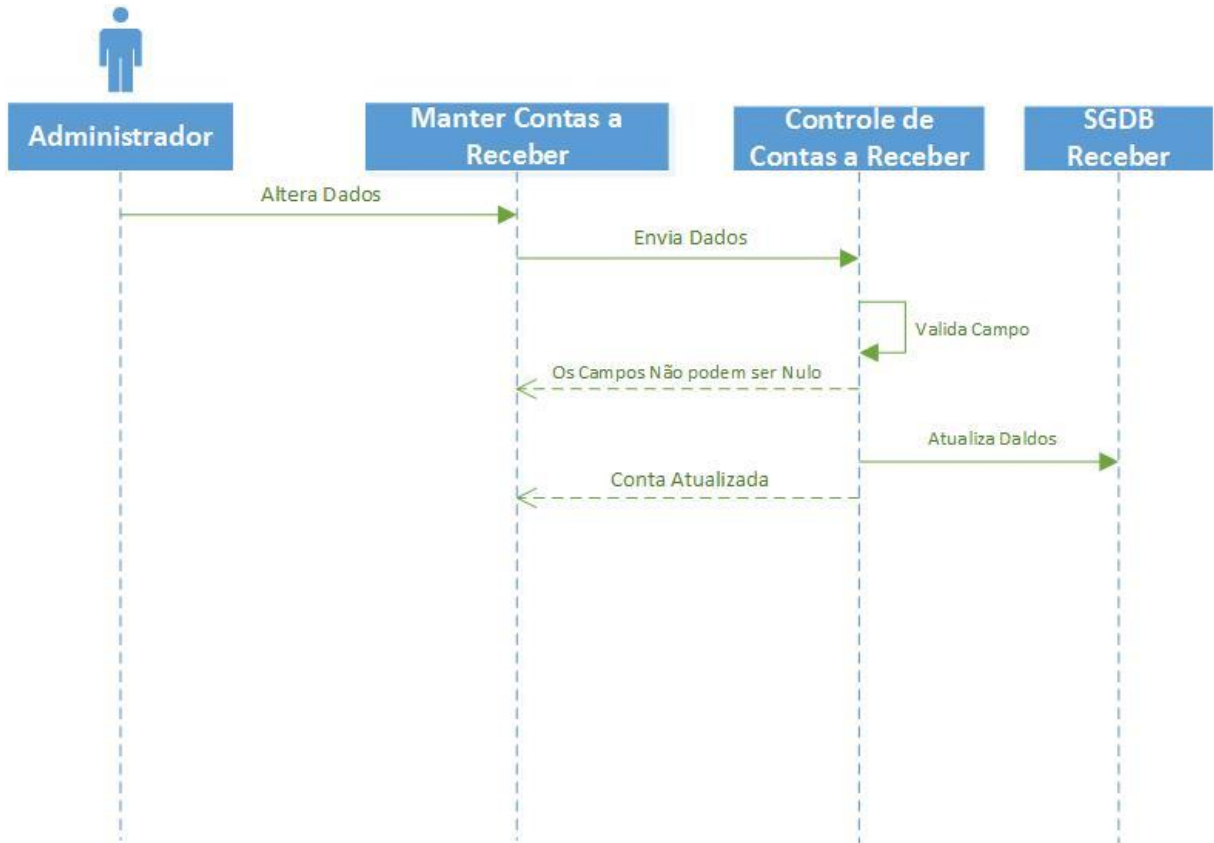 Administrador
Manter Contas a
Receber
Controle de
Contas a Receber
SGDB
Receber
Altera Dados
Envia Dados
Valida Campo
Os Campos Não podem ser Nulo
Atualiza Daldos
Conta Atualizada